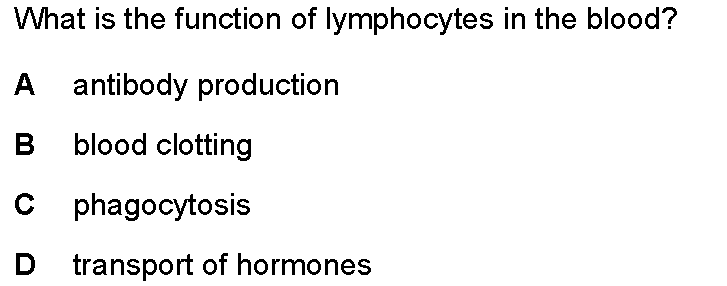 What is the function of lymphocytes in the blood?
A antibody production
B blood clotting
C phagocytosis
D transport of hormones